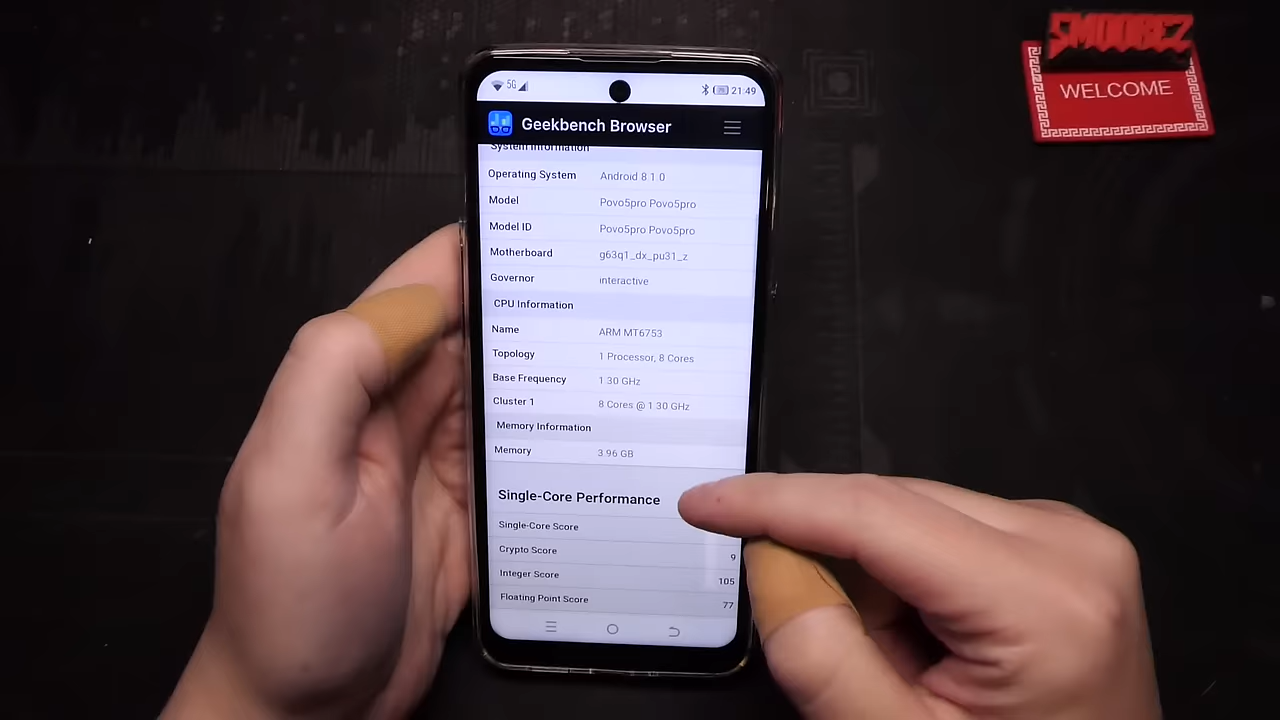 SMOOBEZ
WELCOME
5G 21:49
Geekbench Browser
System Information
Operating System Android 8 1 0
Model Povo5pro Povo5pro
Model ID Povo5pro Povo5pro
Motherboard g63q1_dx_pu31_z
Governor interactive
CPU Information
Name ARM MT6753
Topology 1 Processor, 8 Cores
Base Frequency 1 30 GHz
Cluster 1 8 Cores @ 1 30 GHz
Memory Information
Memory 3.96 GB
Single-Core Performance
Single-Core Score
Crypto Score 9
Integer Score 105
Floating Point Score 77